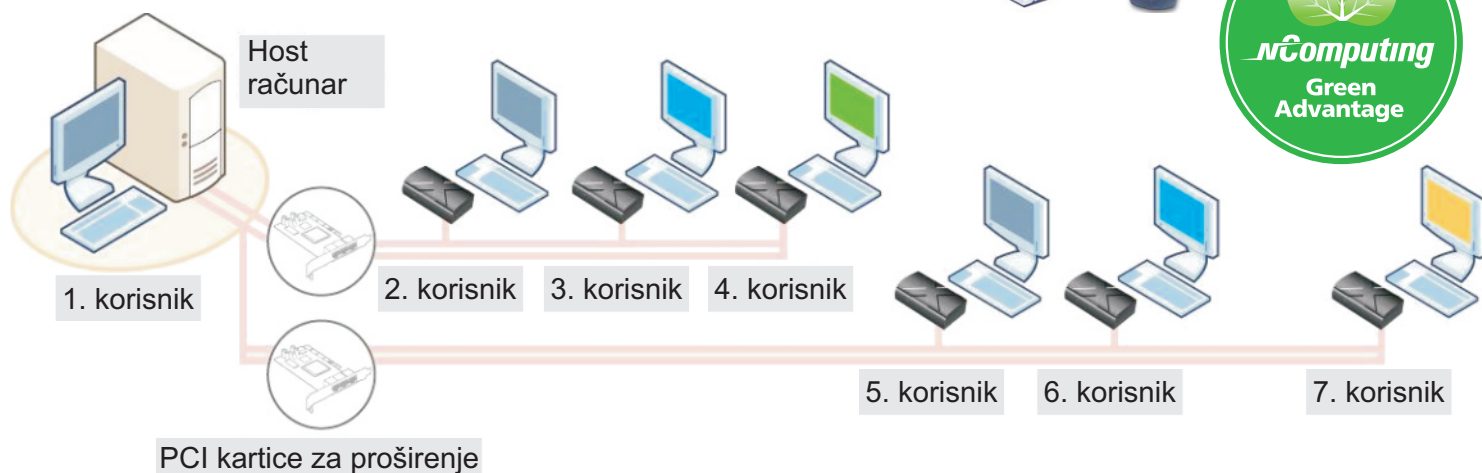 Host
računar
nComputing
Green
Advantage
1. korisnik
2. korisnik
3. korisnik
4. korisnik
5. korisnik
6. korisnik
7. korisnik
PCI kartice za proširenje